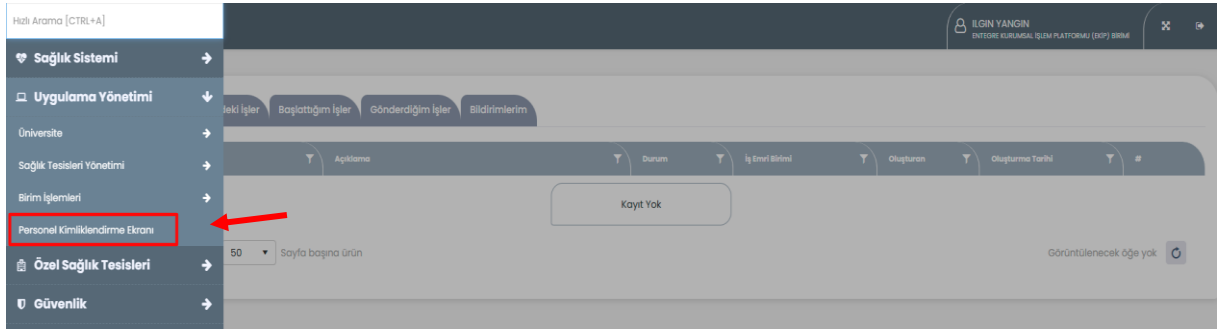 Hızlı Arama [CTRL+A]
ILGIN YANGIN
ENTEGRE KURUMSAL İŞLEM PLATFORMU (EKİP) BİRİMİ
Sağlık Sistemi
Uygulama Yönetimi
Üniversite
Sağlık Tesisleri Yönetimi
Birim İşlemleri
Personel Kimliklendirme Ekranı
Özel Sağlık Tesisleri
Güvenlik
deki İşler Başlattığım İşler Gönderdiğim İşler Bildirimlerim
Açıklama Durum İş Emri Birimi Oluşturan Oluşturma Tarihi #
Kayıt Yok
50 Sayfa başına ürün Görüntülenecek öğe yok